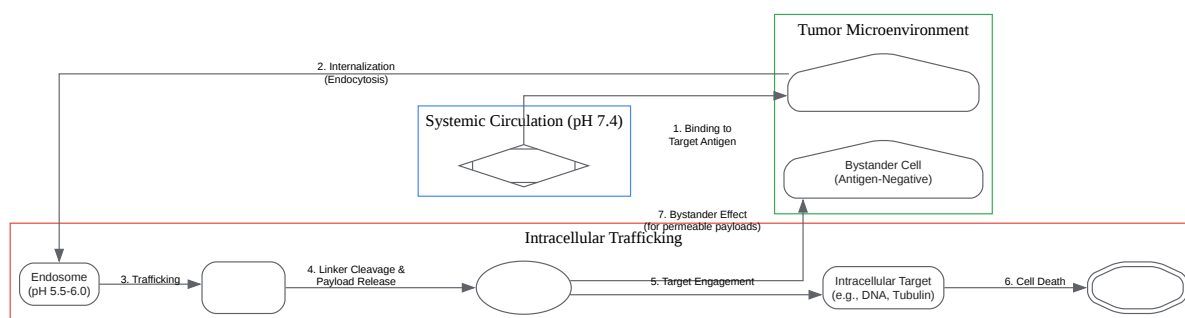 Tumor Microenvironment
2. Internalization
(Endocytosis)
Systemic Circulation (pH 7.4)
1. Binding to
Target Antigen
Bystander Cell
(Antigen-Negative)
7. Bystander Effect
(for permeable payloads)
Intracellular Trafficking
Endosome
(pH 5.5-6.0)
3. Trafficking
4. Linker Cleavage &
Payload Release
5. Target Engagement
Intracellular Target
(e.g., DNA, Tubulin)
6. Cell Death